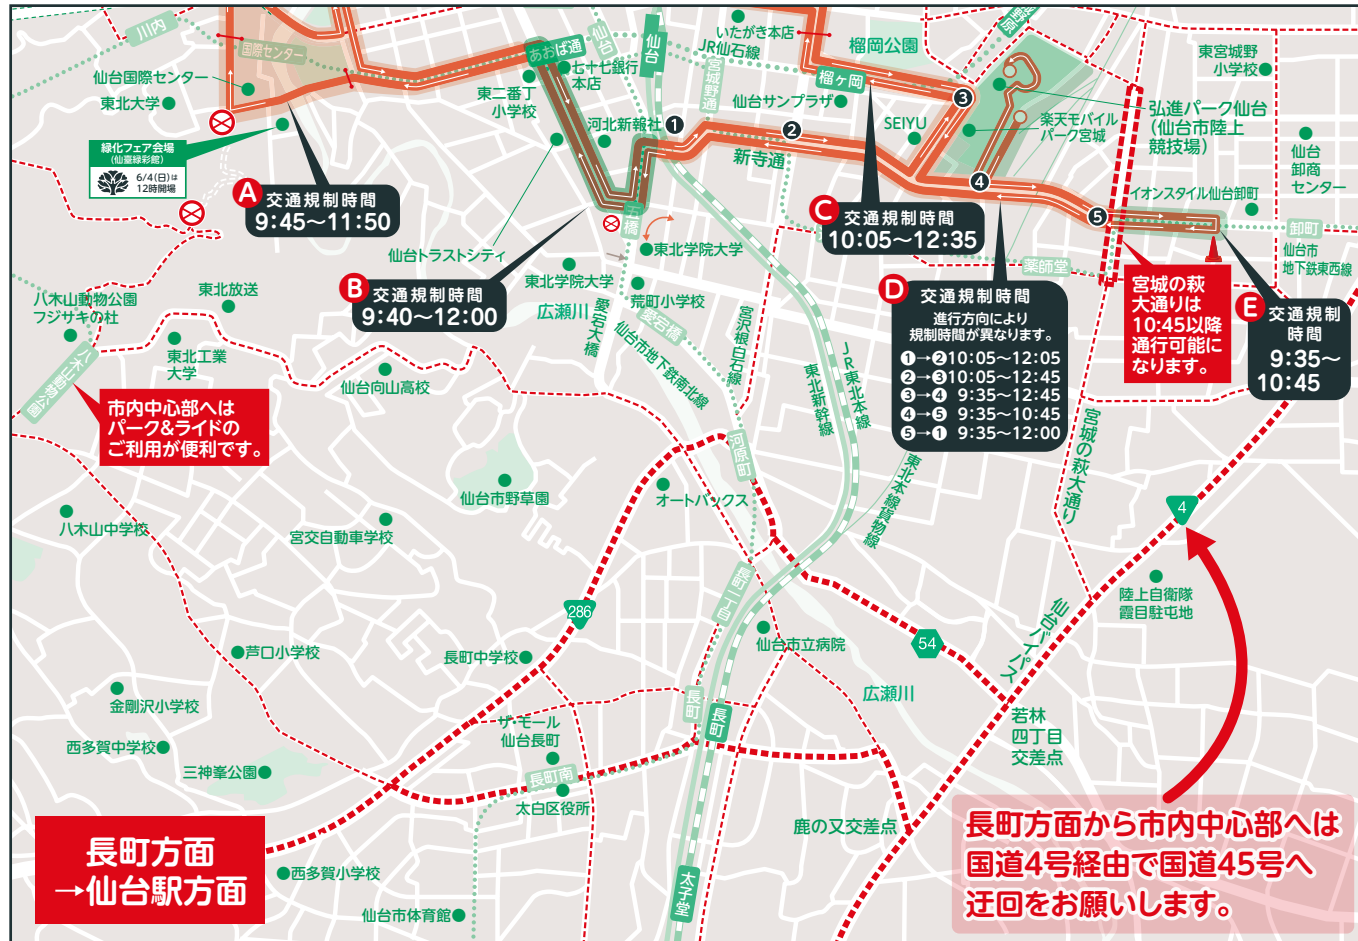 川内
国際センター
仙台国際センター
東北大学
緑化フェア会場
(仙臺緑彩館)
6/4(日)は
12時開場
A
交通規制時間
9:45〜11:50
あおば通
仙台
仙台
七十七銀行
本店
東二番丁
小学校
河北新報社
JR仙石線
宮城野通
いたがき本店
榴岡公園
榴ヶ岡
仙台サンプラザ
SEIYU
新寺通
1
2
3
4
5
楽天モバイル
パーク宮城
弘進パーク仙台
(仙台市陸上
競技場)
東宮城野
小学校
仙台
卸商
センター
イオンスタイル仙台卸町
卸町
仙台市
地下鉄東西線
薬師堂
五橋
仙台トラストシティ
東北学院大学
東北学院大学
荒町小学校
広瀬川
愛宕大橋
愛宕橋
仙台市地下鉄南北線
宮沢根白石線
B
交通規制時間
9:40〜12:00
C
交通規制時間
10:05〜12:35
D
交通規制時間
進行方向により
規制時間が異なります。
1→2 10:05〜12:05
2→3 10:05〜12:45
3→4 9:35〜12:45
4→5 9:35〜10:45
5→1 9:35〜12:00
宮城の萩
大通りは
10:45以降
通行可能に
なります。
E
交通規制
時間
9:35〜
10:45
八木山動物公園
フジサキの杜
東北放送
東北工業
大学
八木山動物公園
仙台向山高校
市内中心部へは
パーク&ライドの
ご利用が便利です。
JR東北本線
東北新幹線
東北本線貨物線
宮城の萩大通り
河原町
仙台市野草園
オートバックス
八木山中学校
宮交自動車学校
4
陸上自衛隊
霞目駐屯地
仙台バイパス
長町一丁目
286
54
仙台市立病院
芦口小学校
長町中学校
広瀬川
金剛沢小学校
長町
長町
若林
四丁目
交差点
西多賀中学校
ザ・モール
仙台長町
三神峯公園
長町南
太白区役所
鹿の又交差点
長町方面
→仙台駅方面
西多賀小学校
仙台市体育館
太子堂
長町方面から市内中心部へは
国道4号経由で国道45号へ
迂回をお願いします。